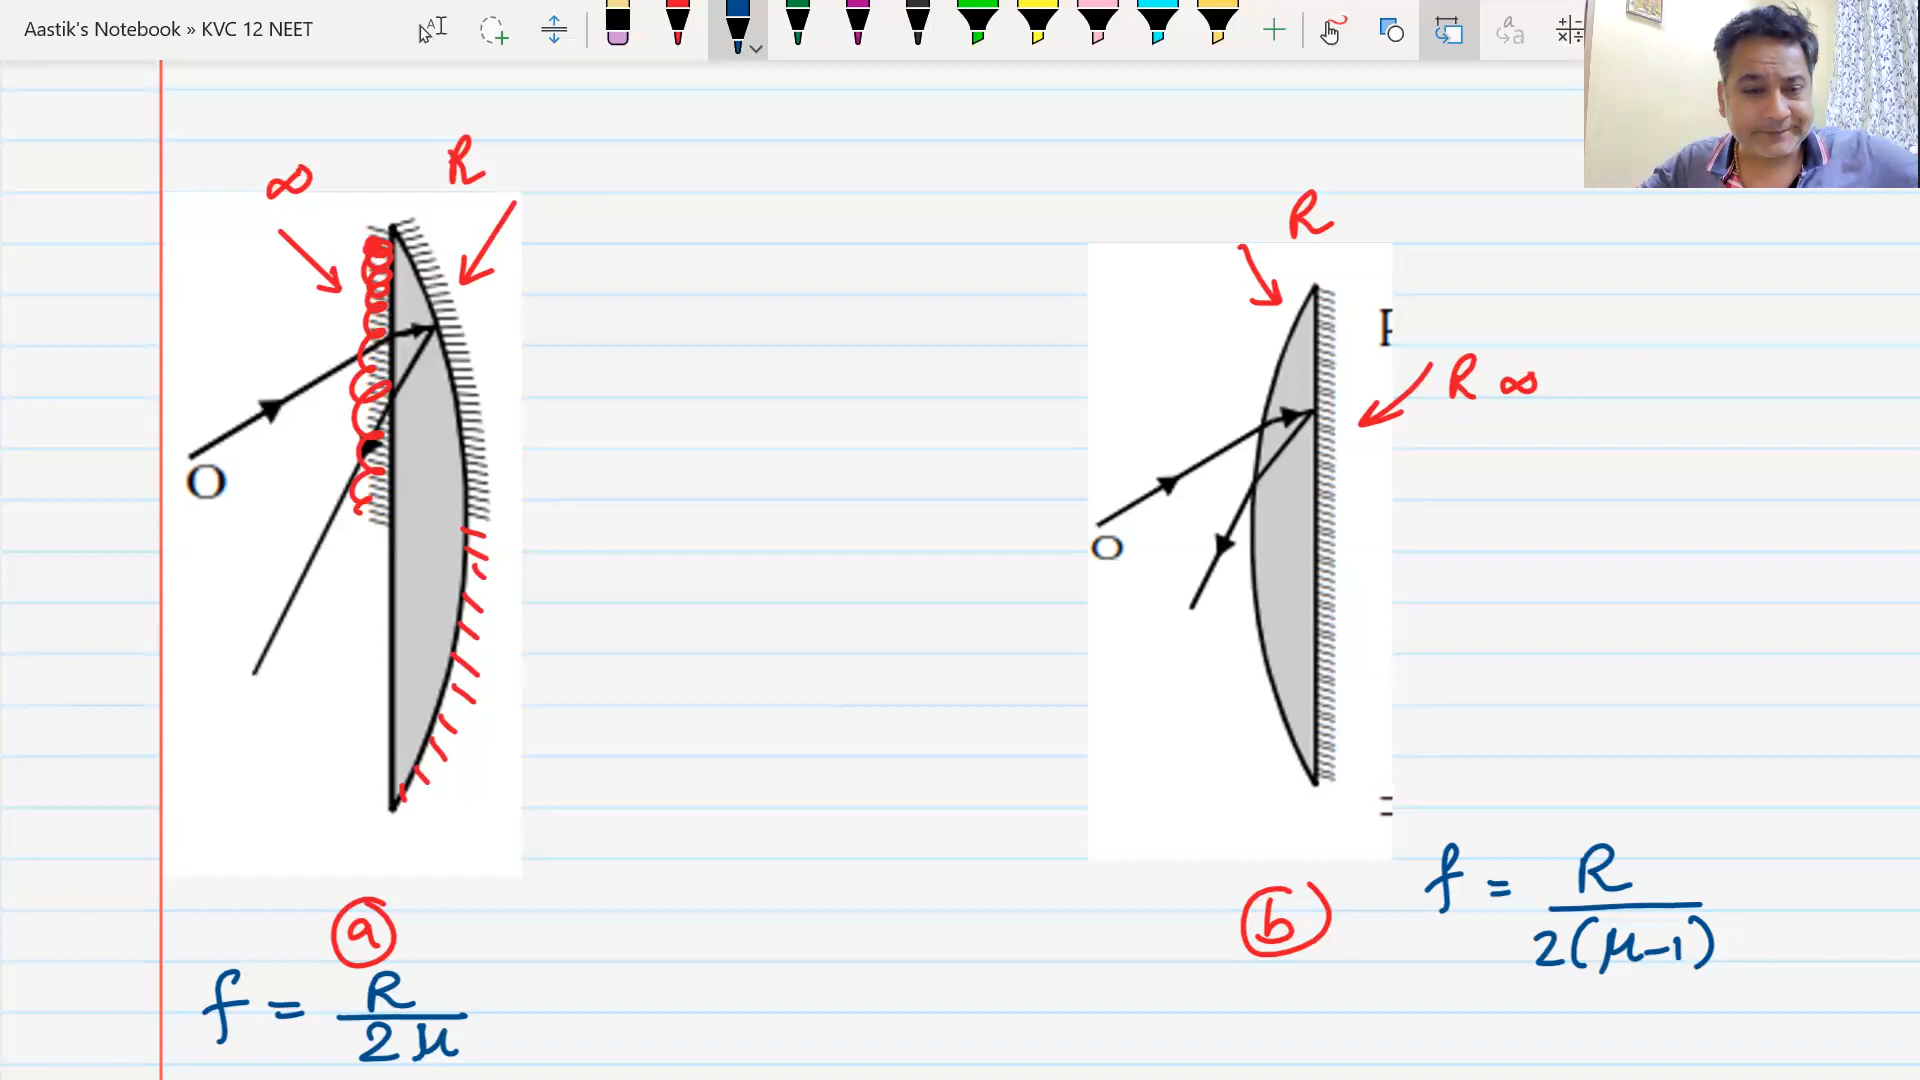 Aastik's Notebook » KVC 12 NEET
∞
R
O
R
R ∞
O
=
a
f = R / 2μ
b
f = R / 2(μ-1)